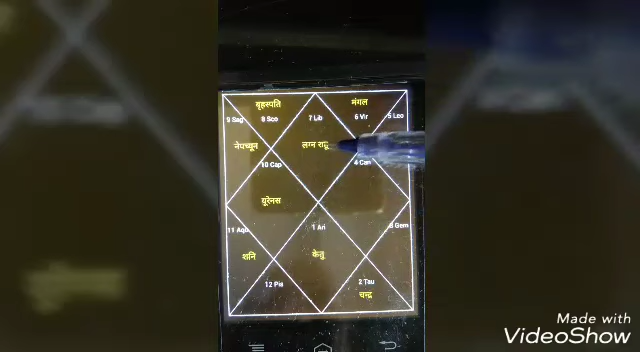 बृहस्पति
मंगल
9 Sag
8 Sco
7 Lib
6 Vir
5 Leo
नेपच्यून
लग्न राहू
10 Cap
4 Can
यूरेनस
11 Aqu
1 Ari
3 Gem
शनि
केतु
12 Pis
2 Tau
चन्द्र
Made with
VideoShow